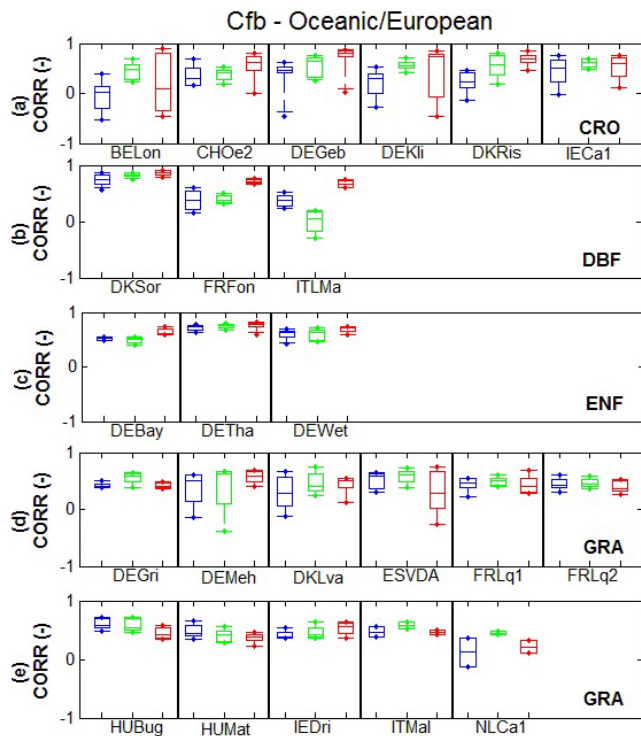 Cfb - Oceanic/European
(a)
CORR (-)
1
0
-1
CRO
BELon CHOe2 DEGeb DEKli DKRis IECa1
(b)
CORR (-)
1
0
-1
DBF
DKSor FRFon ITLMa
(c)
CORR (-)
1
0
-1
ENF
DEBay DETha DEWet
(d)
CORR (-)
1
0
-1
GRA
DEGri DEMeh DKLva ESVDA FRLq1 FRLq2
(e)
CORR (-)
1
0
-1
GRA
HUBug HUMat IEDri ITMal NLCa1